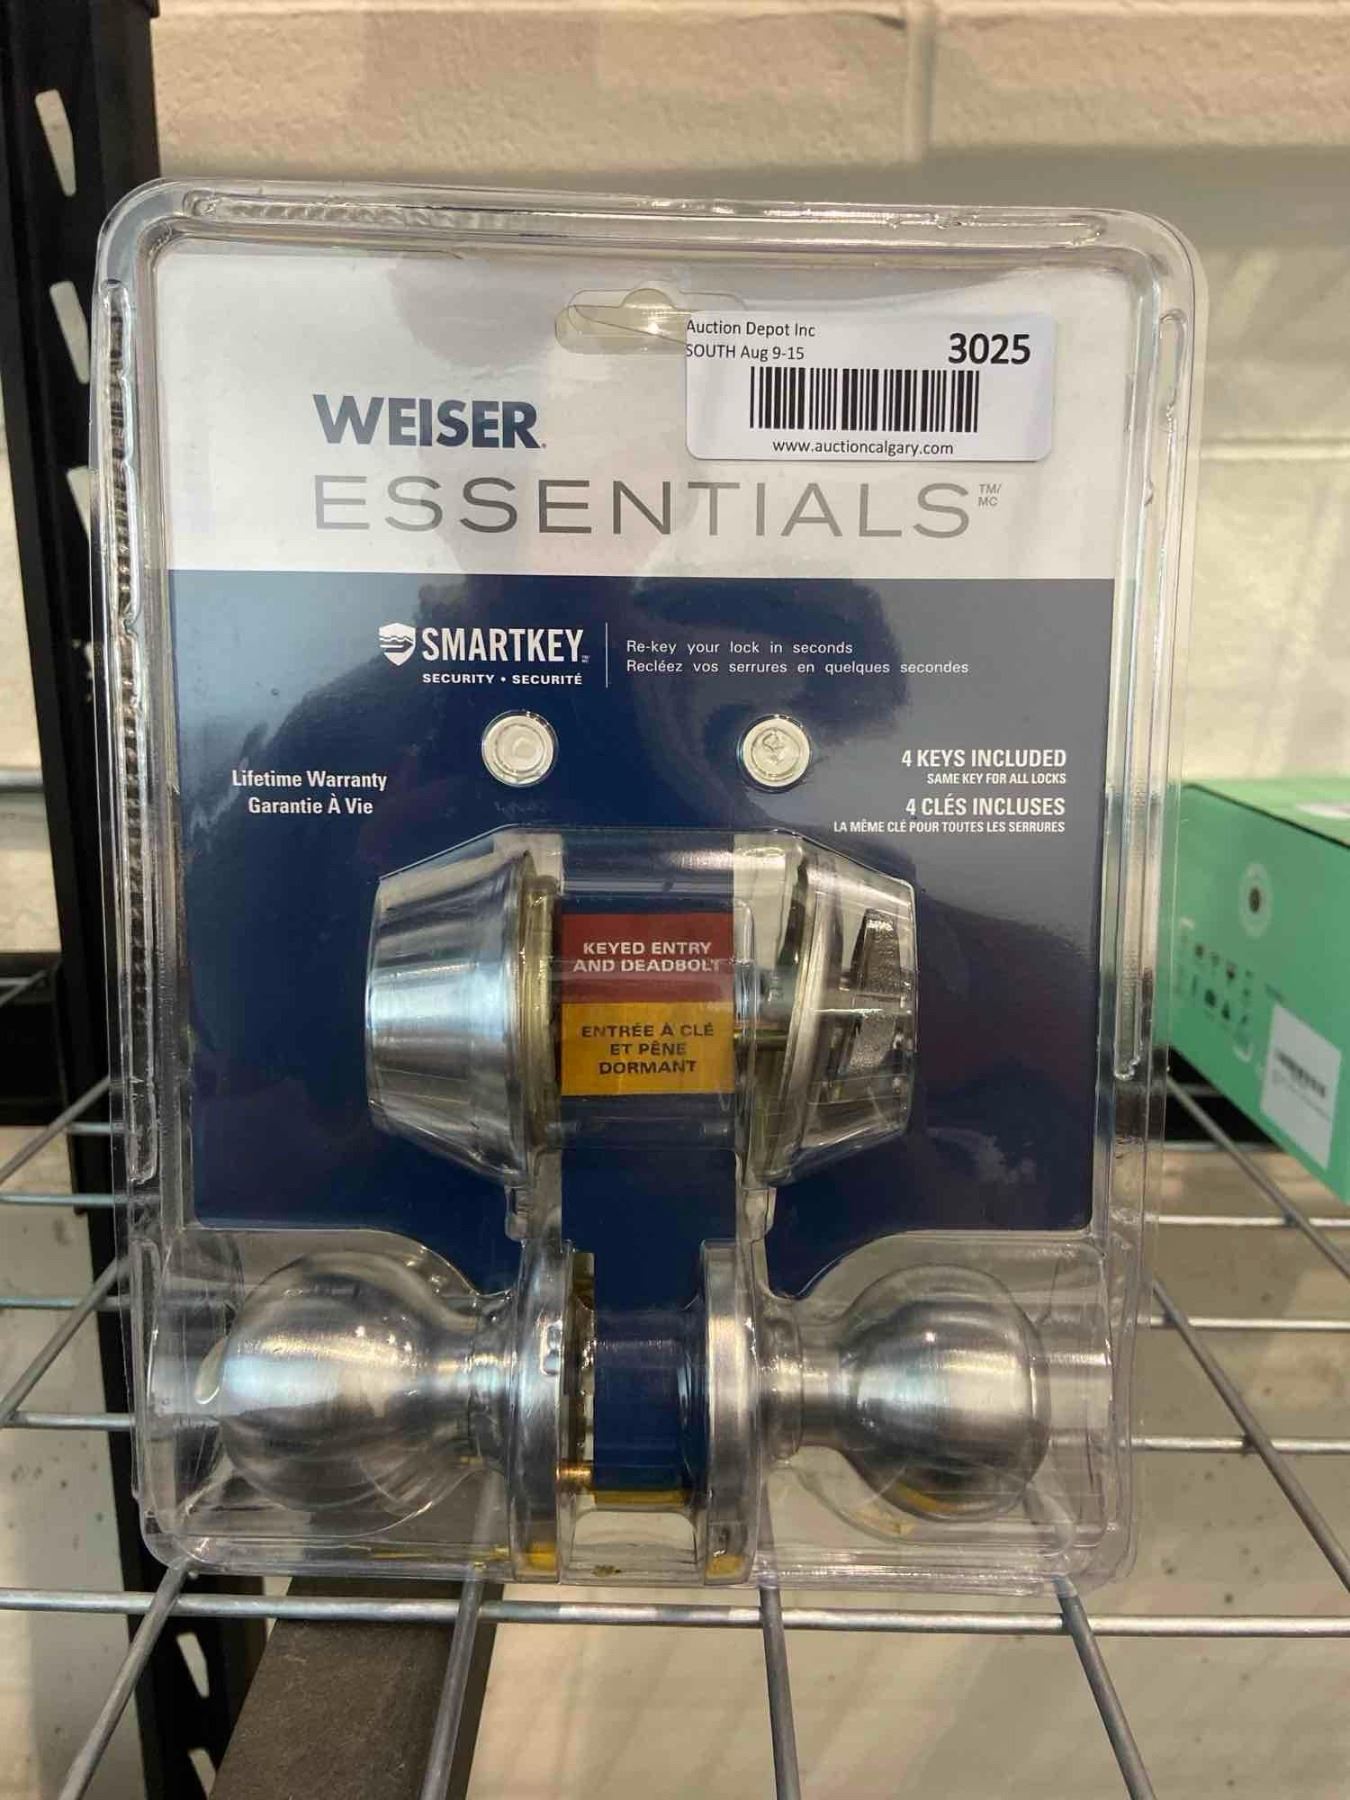 Auction Depot Inc
SOUTH Aug 9-15
3025
www.auctioncalgary.com
WEISER.
ESSENTIALS TM/MC
SMARTKEY
SECURITY • SECURITÉ
Re-key your lock in seconds
Recléez vos serrures en quelques secondes
Lifetime Warranty
Garantie À Vie
4 KEYS INCLUDED
SAME KEY FOR ALL LOCKS
4 CLÉS INCLUSES
LA MÊME CLÉ POUR TOUTES LES SERRURES
KEYED ENTRY
AND DEADBOLT
ENTRÉE À CLÉ
ET PÊNE
DORMANT